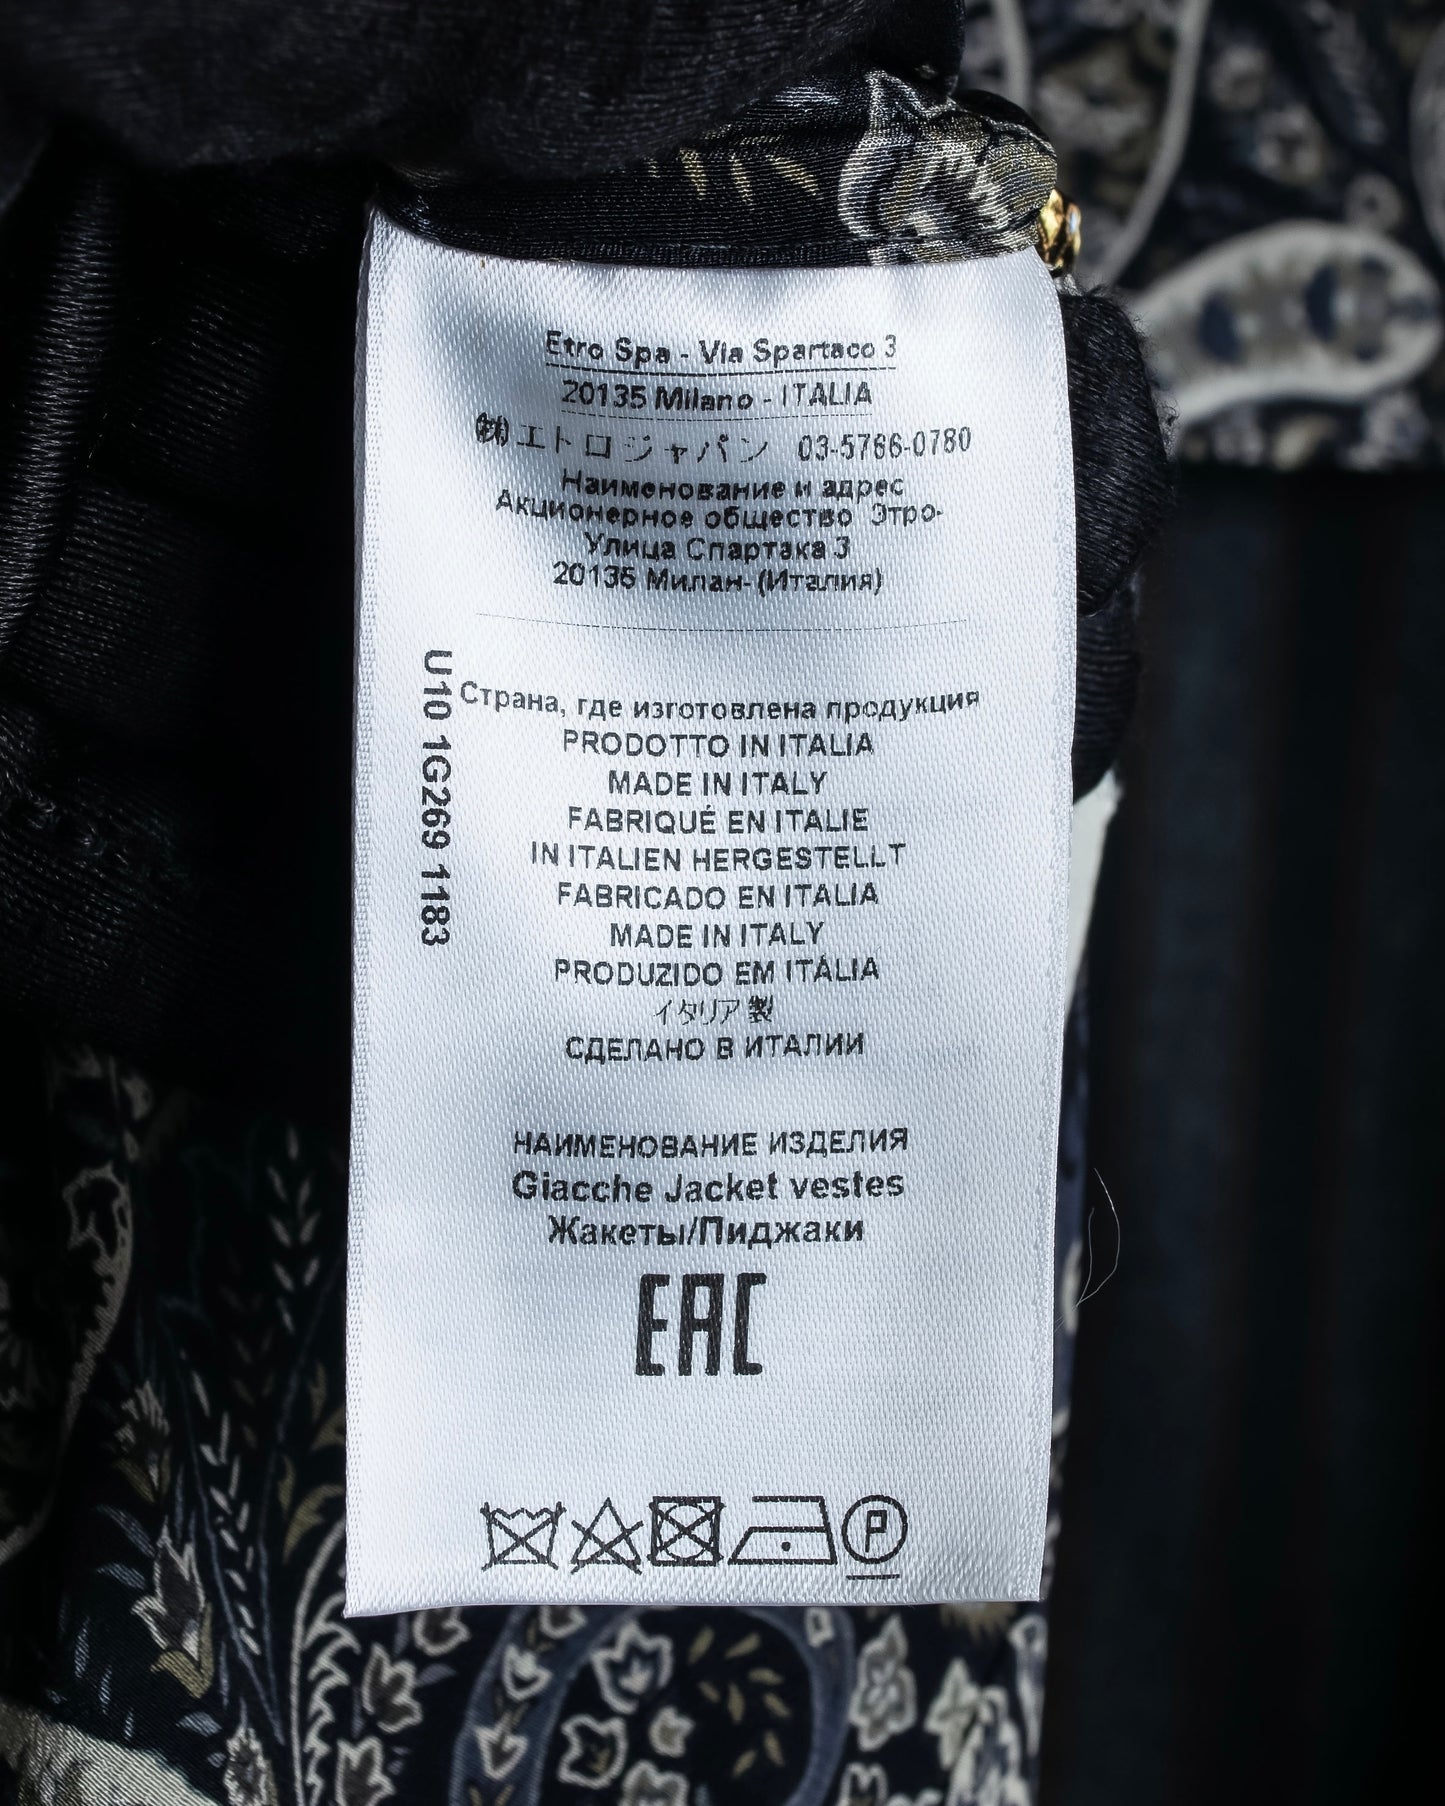 Etro Spa - Via Spartaco 3
20135 Milano - ITALIA
㈱エトロジャパン 03-5766-0780
Наименование и адрес
Акционерное общество Этро-
Улица Спартака 3
20135 Милан- (Италия)
U10 1G269 1183
Страна, где изготовлена продукция
PRODOTTO IN ITALIA
MADE IN ITALY
FABRIQUÉ EN ITALIE
IN ITALIEN HERGESTELLT
FABRICADO EN ITALIA
MADE IN ITALY
PRODUZIDO EM ITÁLIA
イタリア製
СДЕЛАНО В ИТАЛИИ
НАИМЕНОВАНИЕ ИЗДЕЛИЯ
Giacche Jacket vestes
Жакеты/Пиджаки
EAC
P